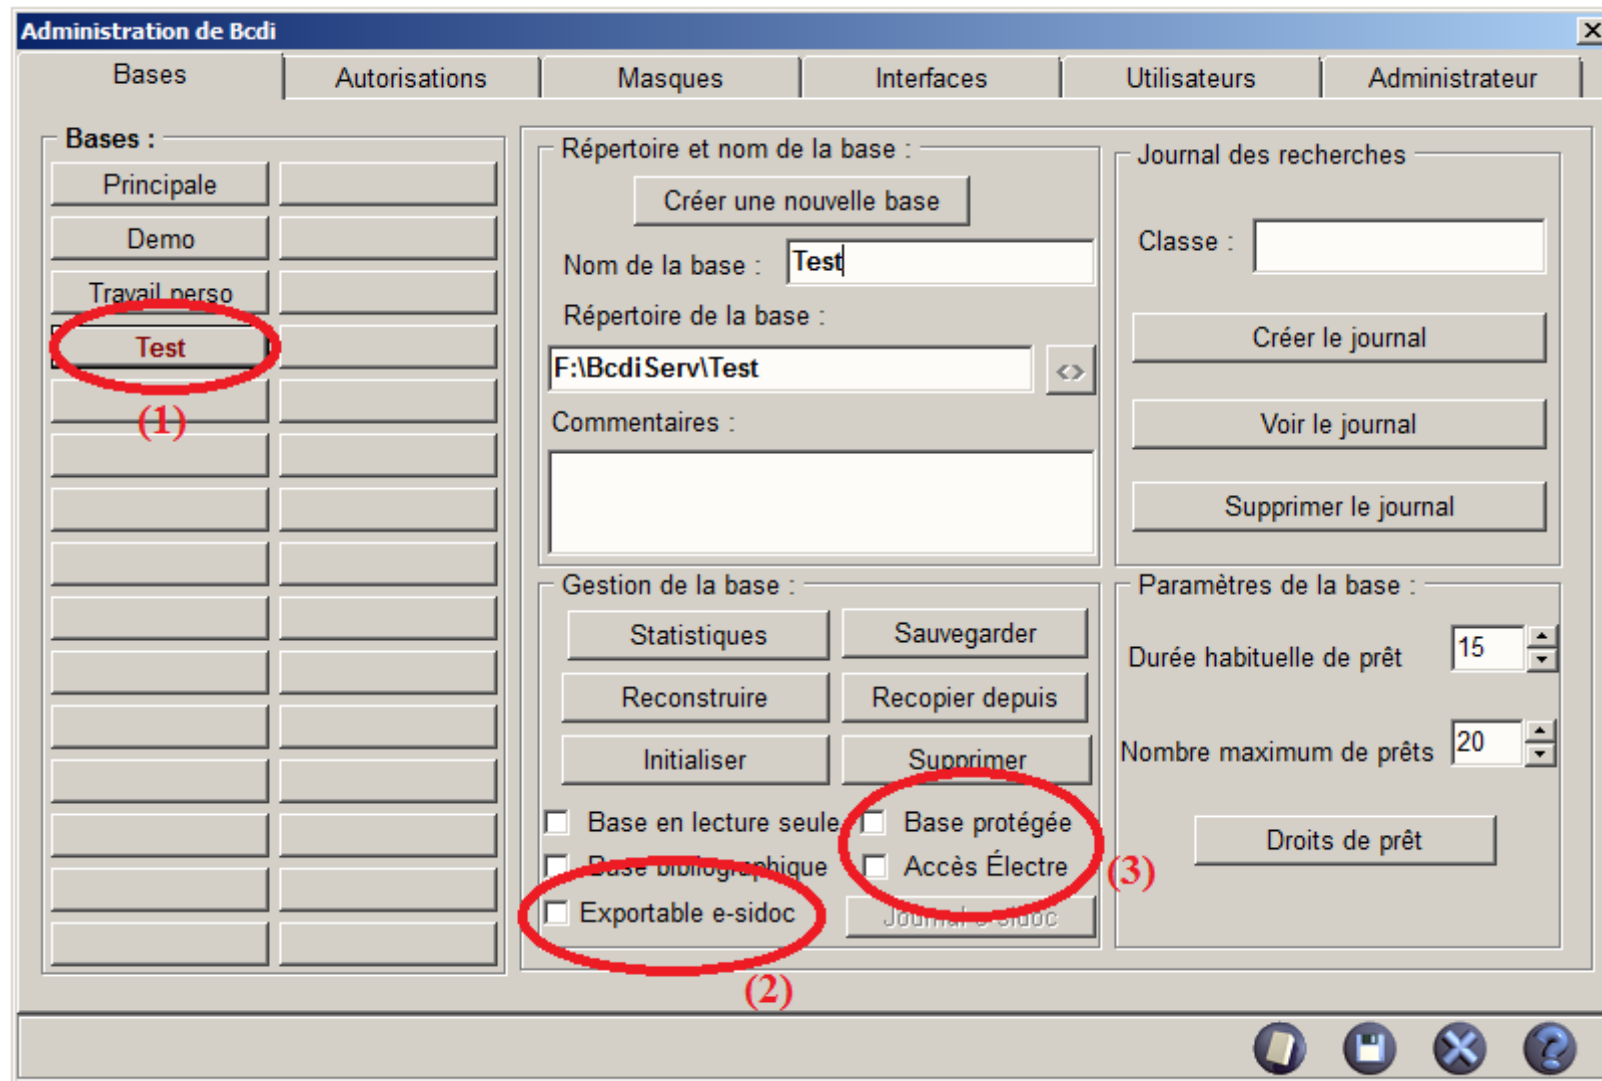 Administration de Bcdi
Bases Autorisations Masques Interfaces Utilisateurs Administrateur
Bases :
Principale
Demo
Travail perso
Test
(1)
Répertoire et nom de la base :
Créer une nouvelle base
Nom de la base : Test
Répertoire de la base :
F:\BcdiServ\Test
<>
Commentaires :
Journal des recherches
Classe :
Créer le journal
Voir le journal
Supprimer le journal
Gestion de la base :
Statistiques Sauvegarder
Reconstruire Recopier depuis
Initialiser Supprimer
Base en lecture seule Base protégée
Base bibliographique Accès Électre
(3)
Exportable e-sidoc Journal e-sidoc
(2)
Paramètres de la base :
Durée habituelle de prêt 15
Nombre maximum de prêts 20
Droits de prêt